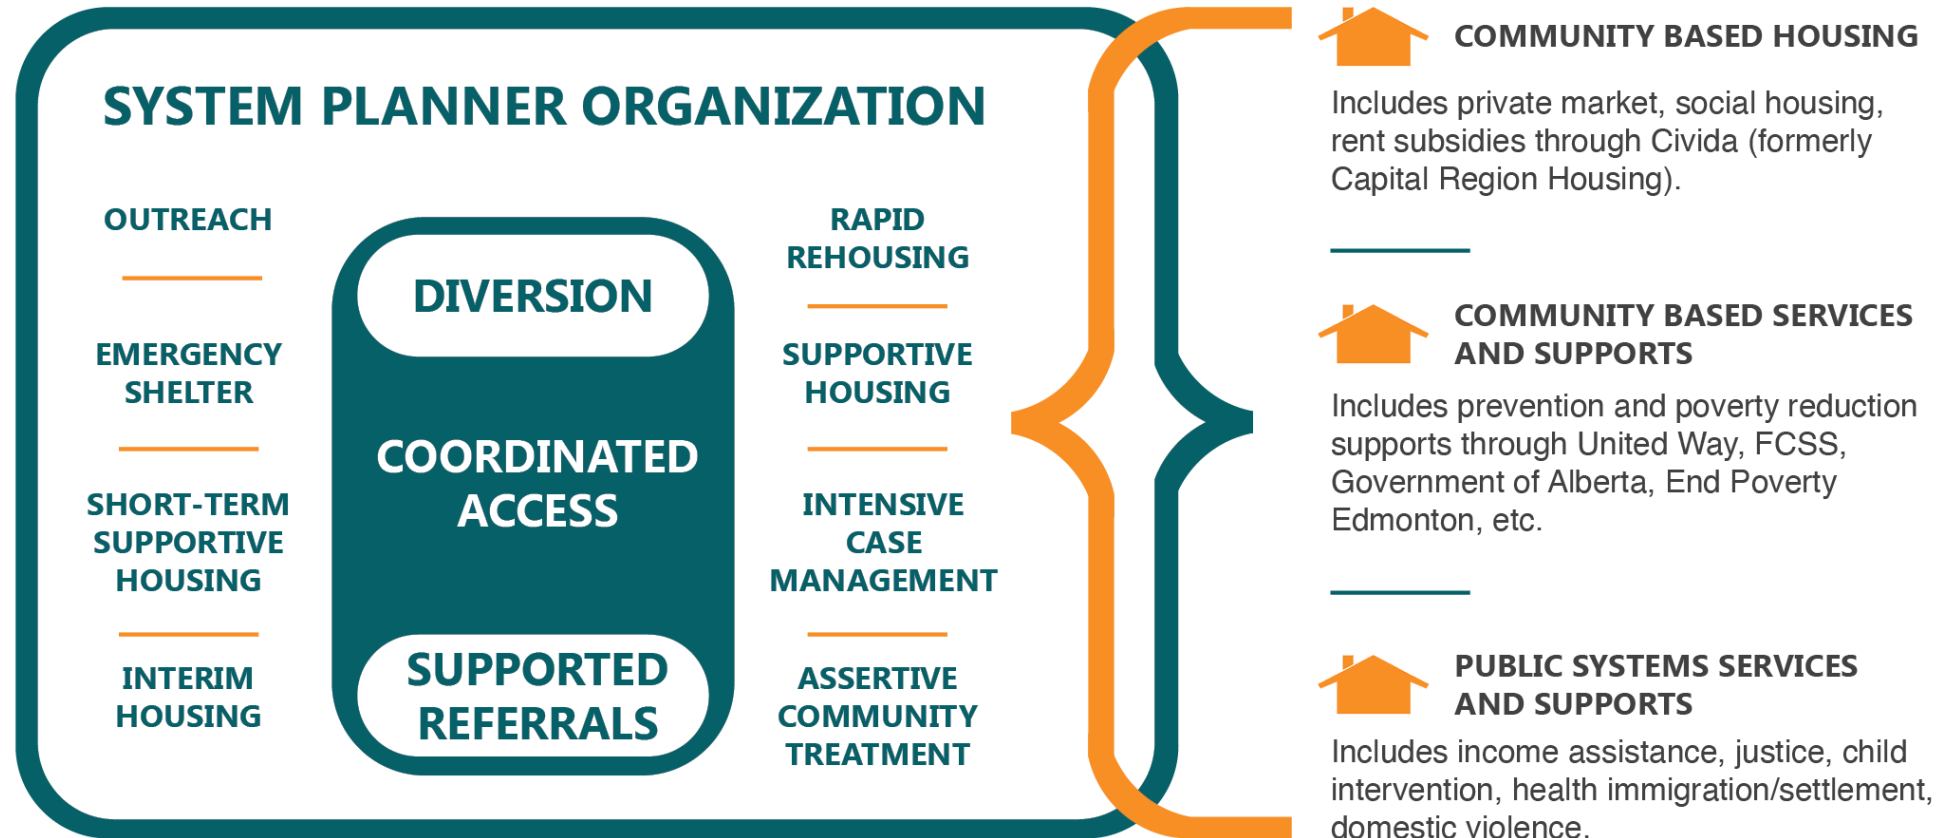 SYSTEM PLANNER ORGANIZATION
OUTREACH
EMERGENCY
SHELTER
SHORT-TERM
SUPPORTIVE
HOUSING
INTERIM
HOUSING
DIVERSION
COORDINATED
ACCESS
SUPPORTED
REFERRALS
RAPID
REHOUSING
SUPPORTIVE
HOUSING
INTENSIVE
CASE
MANAGEMENT
ASSERTIVE
COMMUNITY
TREATMENT
COMMUNITY BASED HOUSING
Includes private market, social housing,
rent subsidies through Civida (formerly
Capital Region Housing).
COMMUNITY BASED SERVICES
AND SUPPORTS
Includes prevention and poverty reduction
supports through United Way, FCSS,
Government of Alberta, End Poverty
Edmonton, etc.
PUBLIC SYSTEMS SERVICES
AND SUPPORTS
Includes income assistance, justice, child
intervention, health immigration/settlement,
domestic violence.